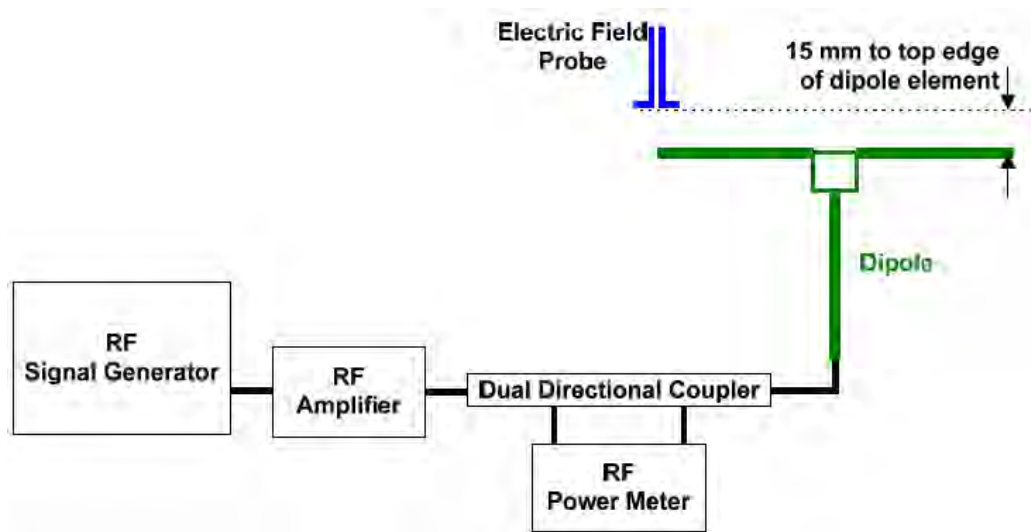 Electric Field
Probe
15 mm to top edge
of dipole element
Dipole
RF
Signal Generator
RF
Amplifier
Dual Directional Coupler
RF
Power Meter